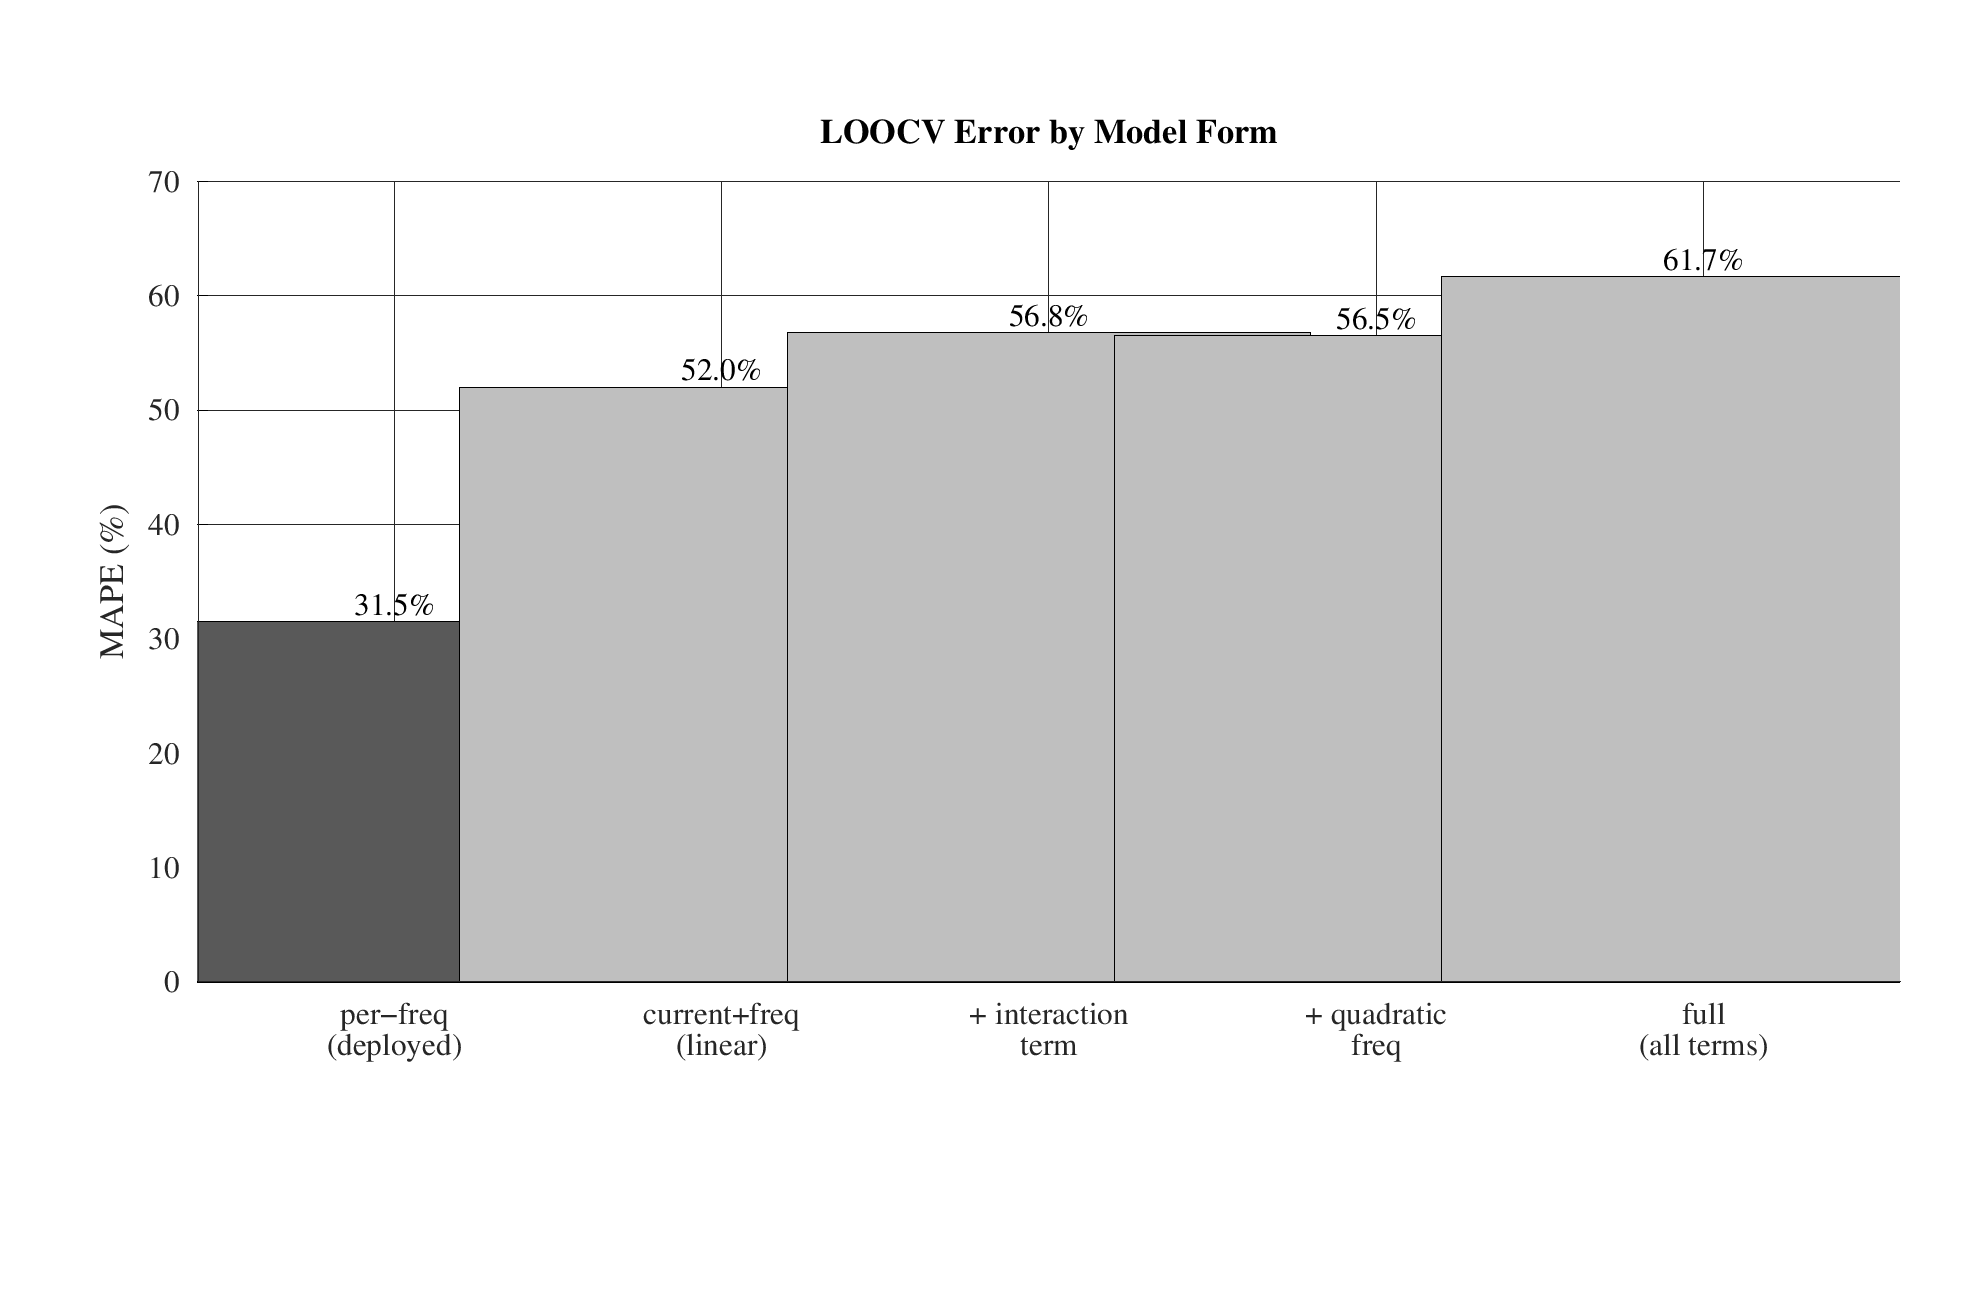 LOOCV Error by Model Form
MAPE (%)
70
60
50
40
30
20
10
0
31.5%
52.0%
56.8%
56.5%
61.7%
per−freq
(deployed)
current+freq
(linear)
+ interaction
term
+ quadratic
freq
full
(all terms)